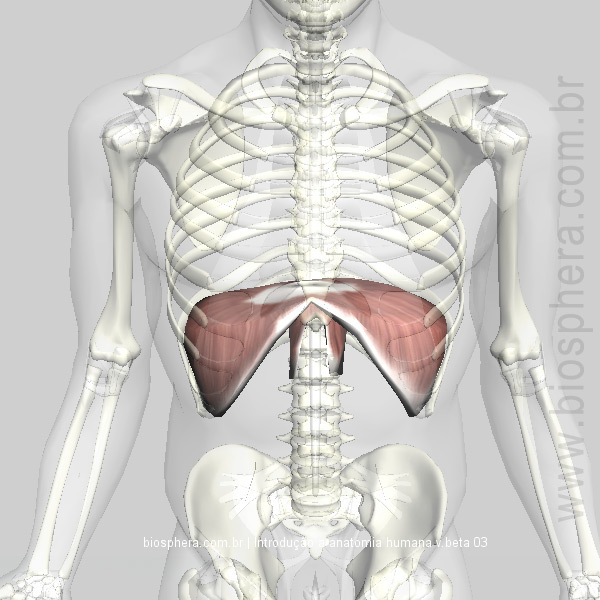 www.biosphera.com.br
biosphera.com.br | Introdução a anatomia humana v.beta 03